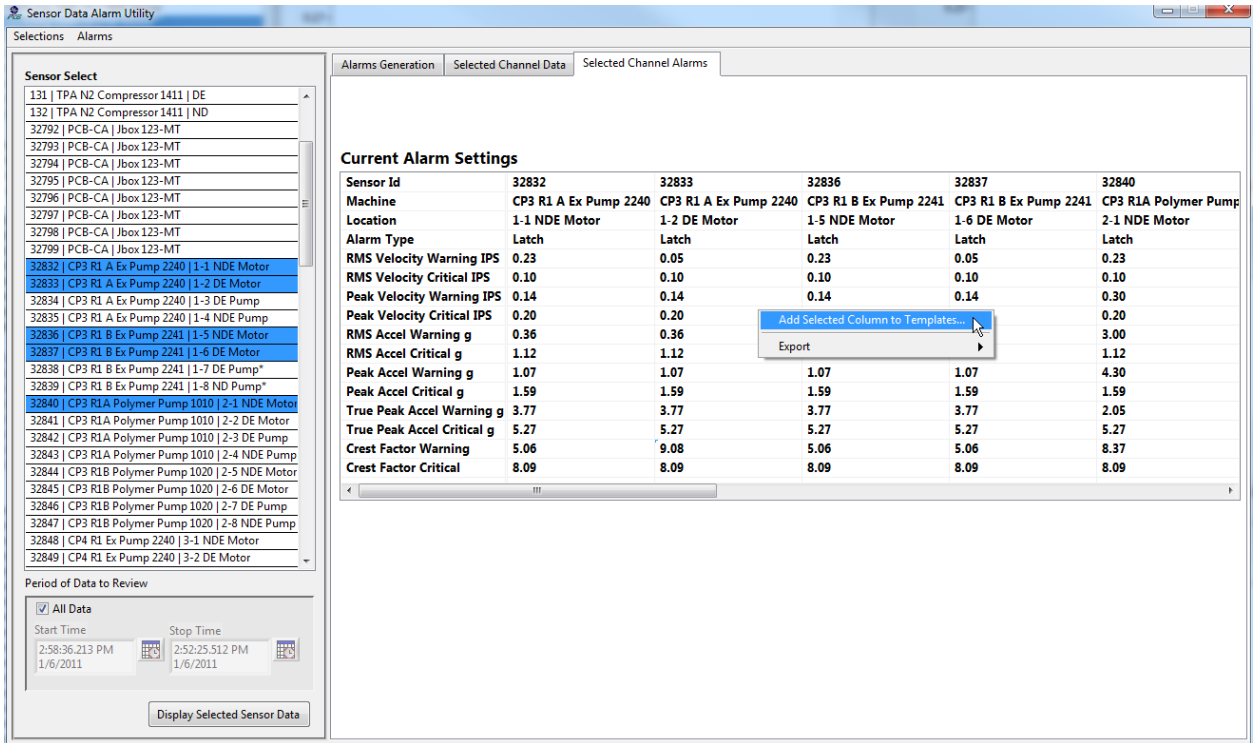 Sensor Data Alarm Utility
Selections Alarms
Sensor Select
131 | TPA N2 Compressor 1411 | DE
132 | TPA N2 Compressor 1411 | ND
32792 | PCB-CA | Jbox 123-MT
32793 | PCB-CA | Jbox 123-MT
32794 | PCB-CA | Jbox 123-MT
32795 | PCB-CA | Jbox 123-MT
32796 | PCB-CA | Jbox 123-MT
32797 | PCB-CA | Jbox 123-MT
32798 | PCB-CA | Jbox 123-MT
32799 | PCB-CA | Jbox 123-MT
32832 | CP3 R1 A Ex Pump 2240 | 1-1 NDE Motor
32833 | CP3 R1 A Ex Pump 2240 | 1-2 DE Motor
32834 | CP3 R1 A Ex Pump 2240 | 1-3 DE Pump
32835 | CP3 R1 A Ex Pump 2240 | 1-4 NDE Pump
32836 | CP3 R1 B Ex Pump 2241 | 1-5 NDE Motor
32837 | CP3 R1 B Ex Pump 2241 | 1-6 DE Motor
32838 | CP3 R1 B Ex Pump 2241 | 1-7 DE Pump*
32839 | CP3 R1 B Ex Pump 2241 | 1-8 ND Pump*
32840 | CP3 R1A Polymer Pump 1010 | 2-1 NDE Motor
32841 | CP3 R1A Polymer Pump 1010 | 2-2 DE Motor
32842 | CP3 R1A Polymer Pump 1010 | 2-3 DE Pump
32843 | CP3 R1A Polymer Pump 1010 | 2-4 NDE Pump
32844 | CP3 R1B Polymer Pump 1020 | 2-5 NDE Motor
32845 | CP3 R1B Polymer Pump 1020 | 2-6 DE Motor
32846 | CP3 R1B Polymer Pump 1020 | 2-7 DE Pump
32847 | CP3 R1B Polymer Pump 1020 | 2-8 NDE Pump
32848 | CP4 R1 Ex Pump 2240 | 3-1 NDE Motor
32849 | CP4 R1 Ex Pump 2240 | 3-2 DE Motor
Period of Data to Review
All Data
Start Time Stop Time
2:58:36.213 PM 2:52:25.512 PM
1/6/2011 1/6/2011
Display Selected Sensor Data
Alarms Generation Selected Channel Data Selected Channel Alarms
Current Alarm Settings
Sensor Id 32832 32833 32836 32837 32840
Machine CP3 R1 A Ex Pump 2240 CP3 R1 A Ex Pump 2240 CP3 R1 B Ex Pump 2241 CP3 R1 B Ex Pump 2241 CP3 R1A Polymer Pump
Location 1-1 NDE Motor 1-2 DE Motor 1-5 NDE Motor 1-6 DE Motor 2-1 NDE Motor
Alarm Type Latch Latch Latch Latch Latch
RMS Velocity Warning IPS 0.23 0.05 0.23 0.05 0.23
RMS Velocity Critical IPS 0.10 0.10 0.10 0.10 0.10
Peak Velocity Warning IPS 0.14 0.14 0.14 0.14 0.30
Peak Velocity Critical IPS 0.20 0.20 0.20
RMS Accel Warning g 0.36 0.36 3.00
RMS Accel Critical g 1.12 1.12 1.12
Peak Accel Warning g 1.07 1.07 1.07 1.07 4.30
Peak Accel Critical g 1.59 1.59 1.59 1.59 1.59
True Peak Accel Warning g 3.77 3.77 3.77 3.77 2.05
True Peak Accel Critical g 5.27 5.27 5.27 5.27 5.27
Crest Factor Warning 5.06 9.08 5.06 5.06 8.37
Crest Factor Critical 8.09 8.09 8.09 8.09 8.09
Add Selected Column to Templates...
Export